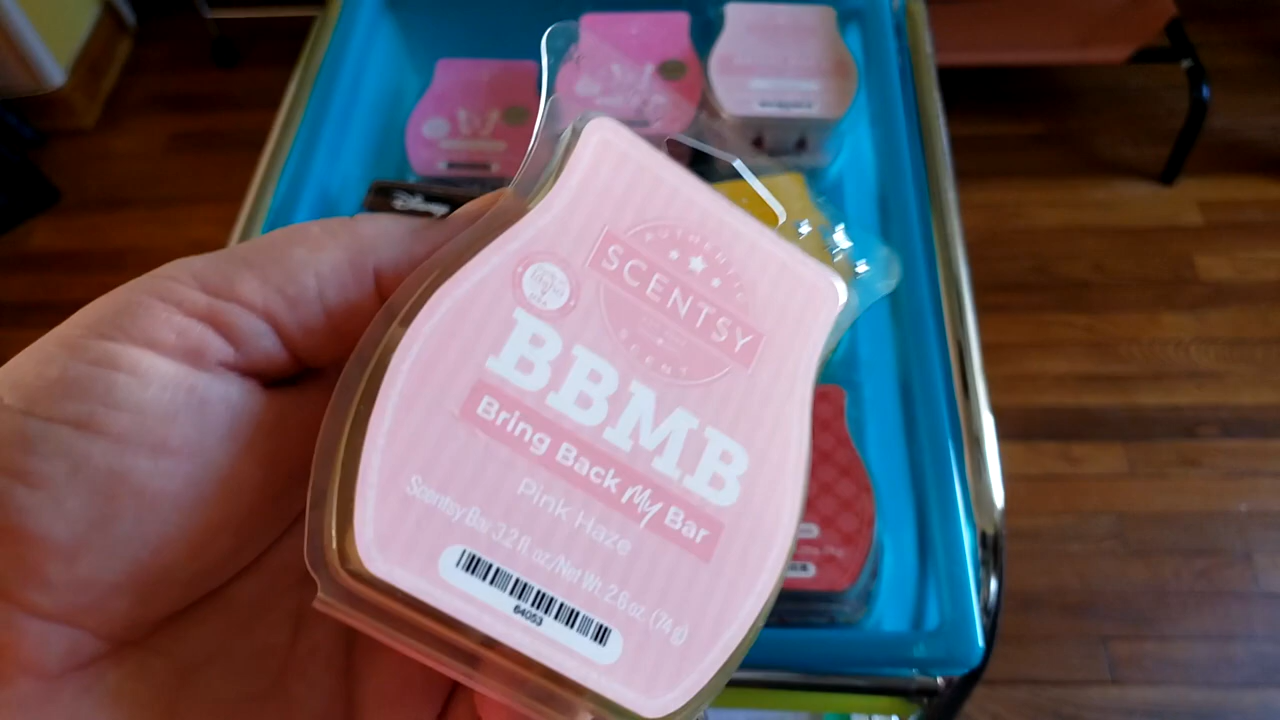 Disney
AUTHENTIC
SCENTSY
BBMB
Bring Back My Bar
Pink Haze
Scentsy Bar 3.2 fl. oz./Net Wt. 2.6 oz. (74 g)
64053